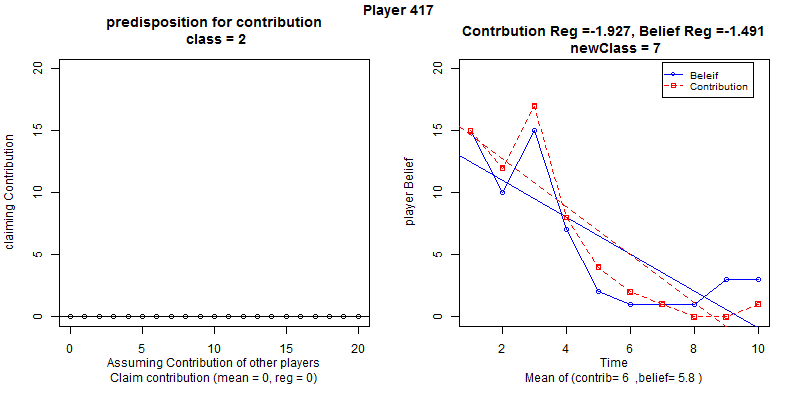 Player 417
predisposition for contribution
class = 2
claiming Contribution
0
5
10
15
20
0
5
10
15
20
Assuming Contribution of other players
Claim contribution (mean = 0, reg = 0)
Contrbution Reg =-1.927, Belief Reg =-1.491
newClass = 7
Beleif
Contribution
player Belief
0
5
10
15
20
2
4
6
8
10
Time
Mean of (contrib= 6 ,belief= 5.8 )